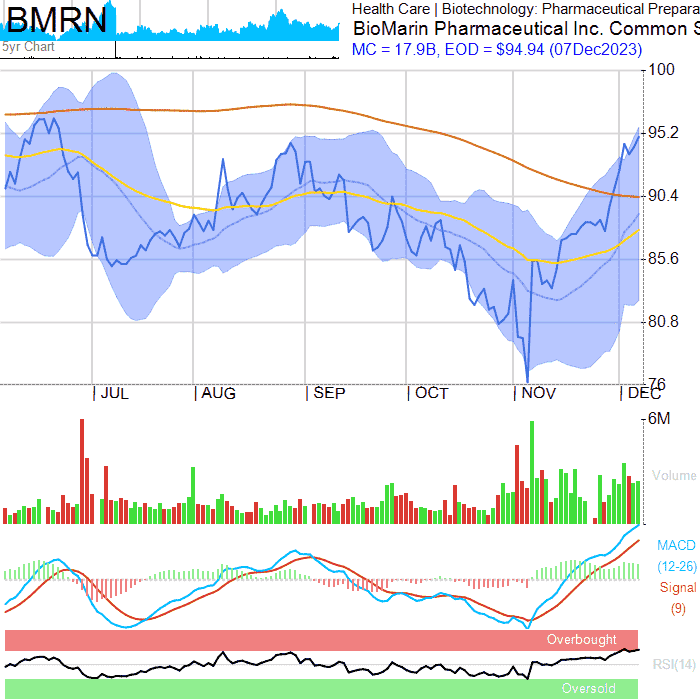 BMRN
5yr Chart
Health Care | Biotechnology: Pharmaceutical Prepara
BioMarin Pharmaceutical Inc. Common S
MC = 17.9B, EOD = $94.94 (07Dec2023)
100
95.2
90.4
85.6
80.8
76
JUL AUG SEP OCT NOV DEC
6M
Volume
MACD
(12-26)
Signal
(9)
Overbought
RSI(14)
Oversold